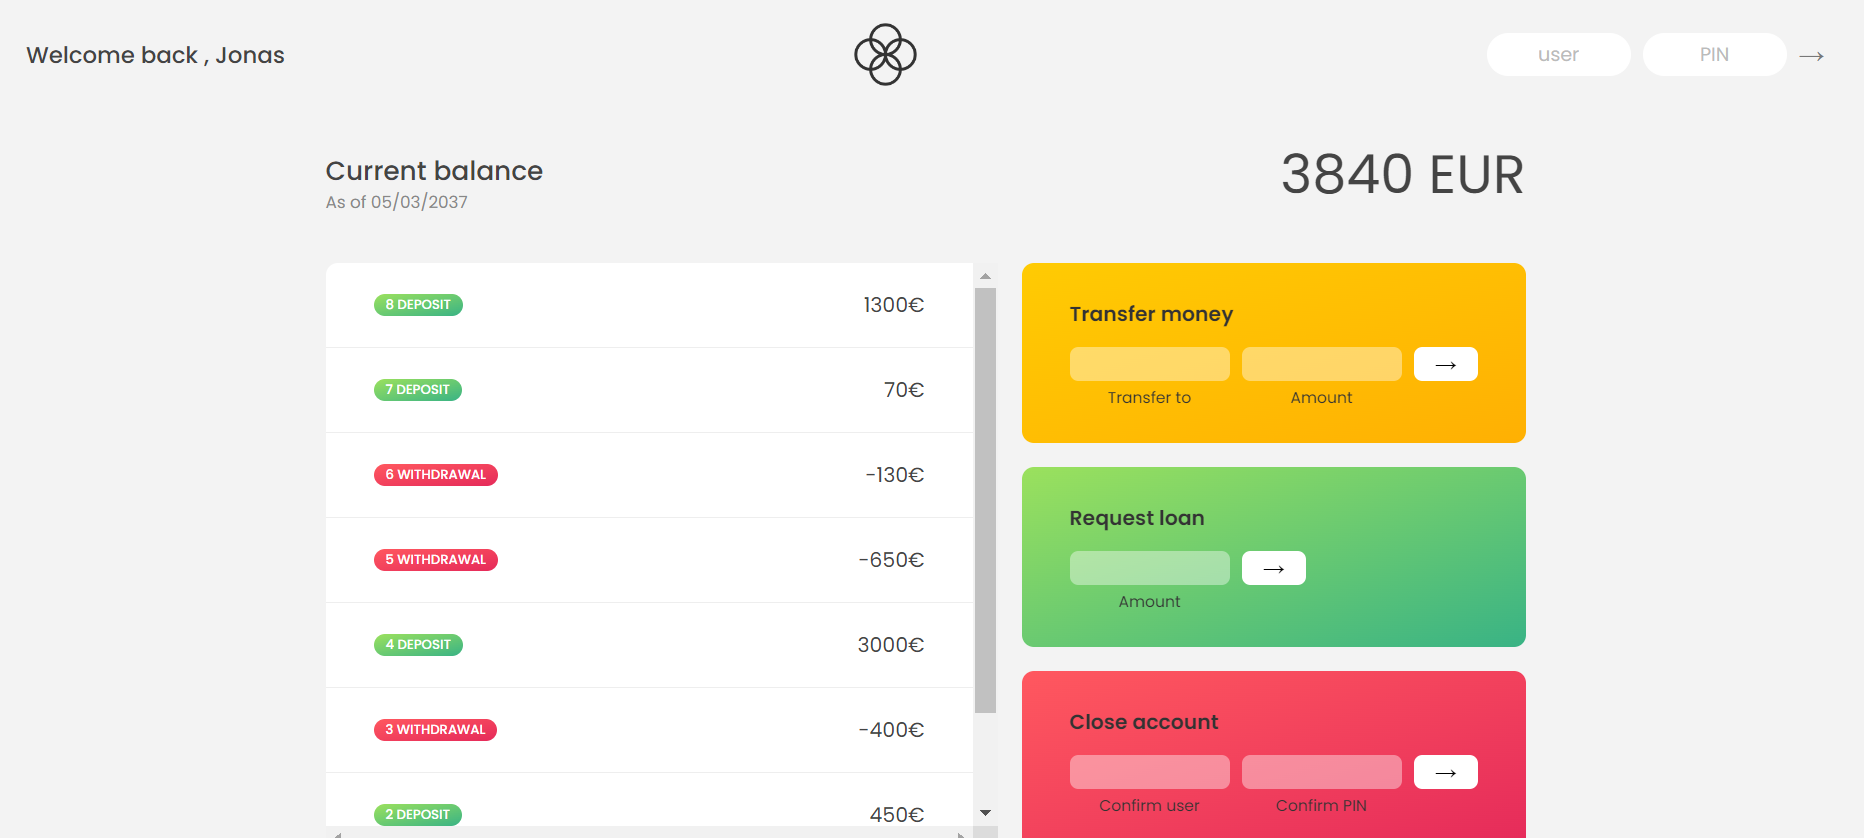 Welcome back , Jonas
user
PIN
→
Current balance
As of 05/03/2037
3840 EUR
8 DEPOSIT
1300€
7 DEPOSIT
70€
6 WITHDRAWAL
-130€
5 WITHDRAWAL
-650€
4 DEPOSIT
3000€
3 WITHDRAWAL
-400€
2 DEPOSIT
450€
Transfer money
→
Transfer to
Amount
Request loan
→
Amount
Close account
→
Confirm user
Confirm PIN